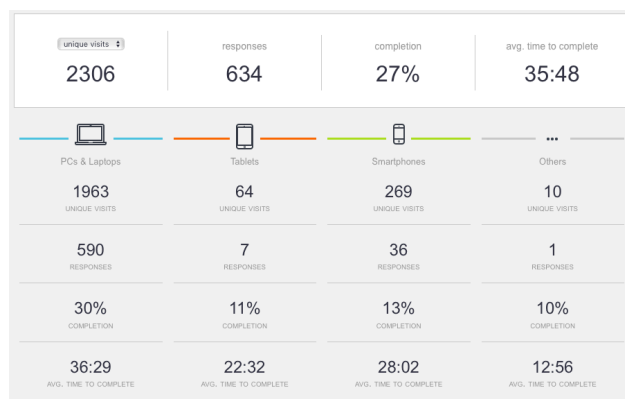 unique visits
responses
completion
avg. time to complete
2306
634
27%
35:48
PCs & Laptops
Tablets
Smartphones
Others
1963
64
269
10
UNIQUE VISITS
UNIQUE VISITS
UNIQUE VISITS
UNIQUE VISITS
590
7
36
1
RESPONSES
RESPONSES
RESPONSES
RESPONSES
30%
11%
13%
10%
COMPLETION
COMPLETION
COMPLETION
COMPLETION
36:29
22:32
28:02
12:56
AVG. TIME TO COMPLETE
AVG. TIME TO COMPLETE
AVG. TIME TO COMPLETE
AVG. TIME TO COMPLETE